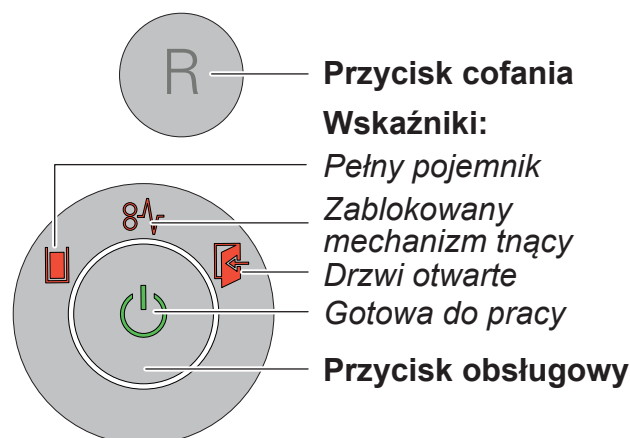 R
Przycisk cofania
Wskaźniki:
Pełny pojemnik
Zablokowany
mechanizm tnący
Drzwi otwarte
Gotowa do pracy
Przycisk obsługowy